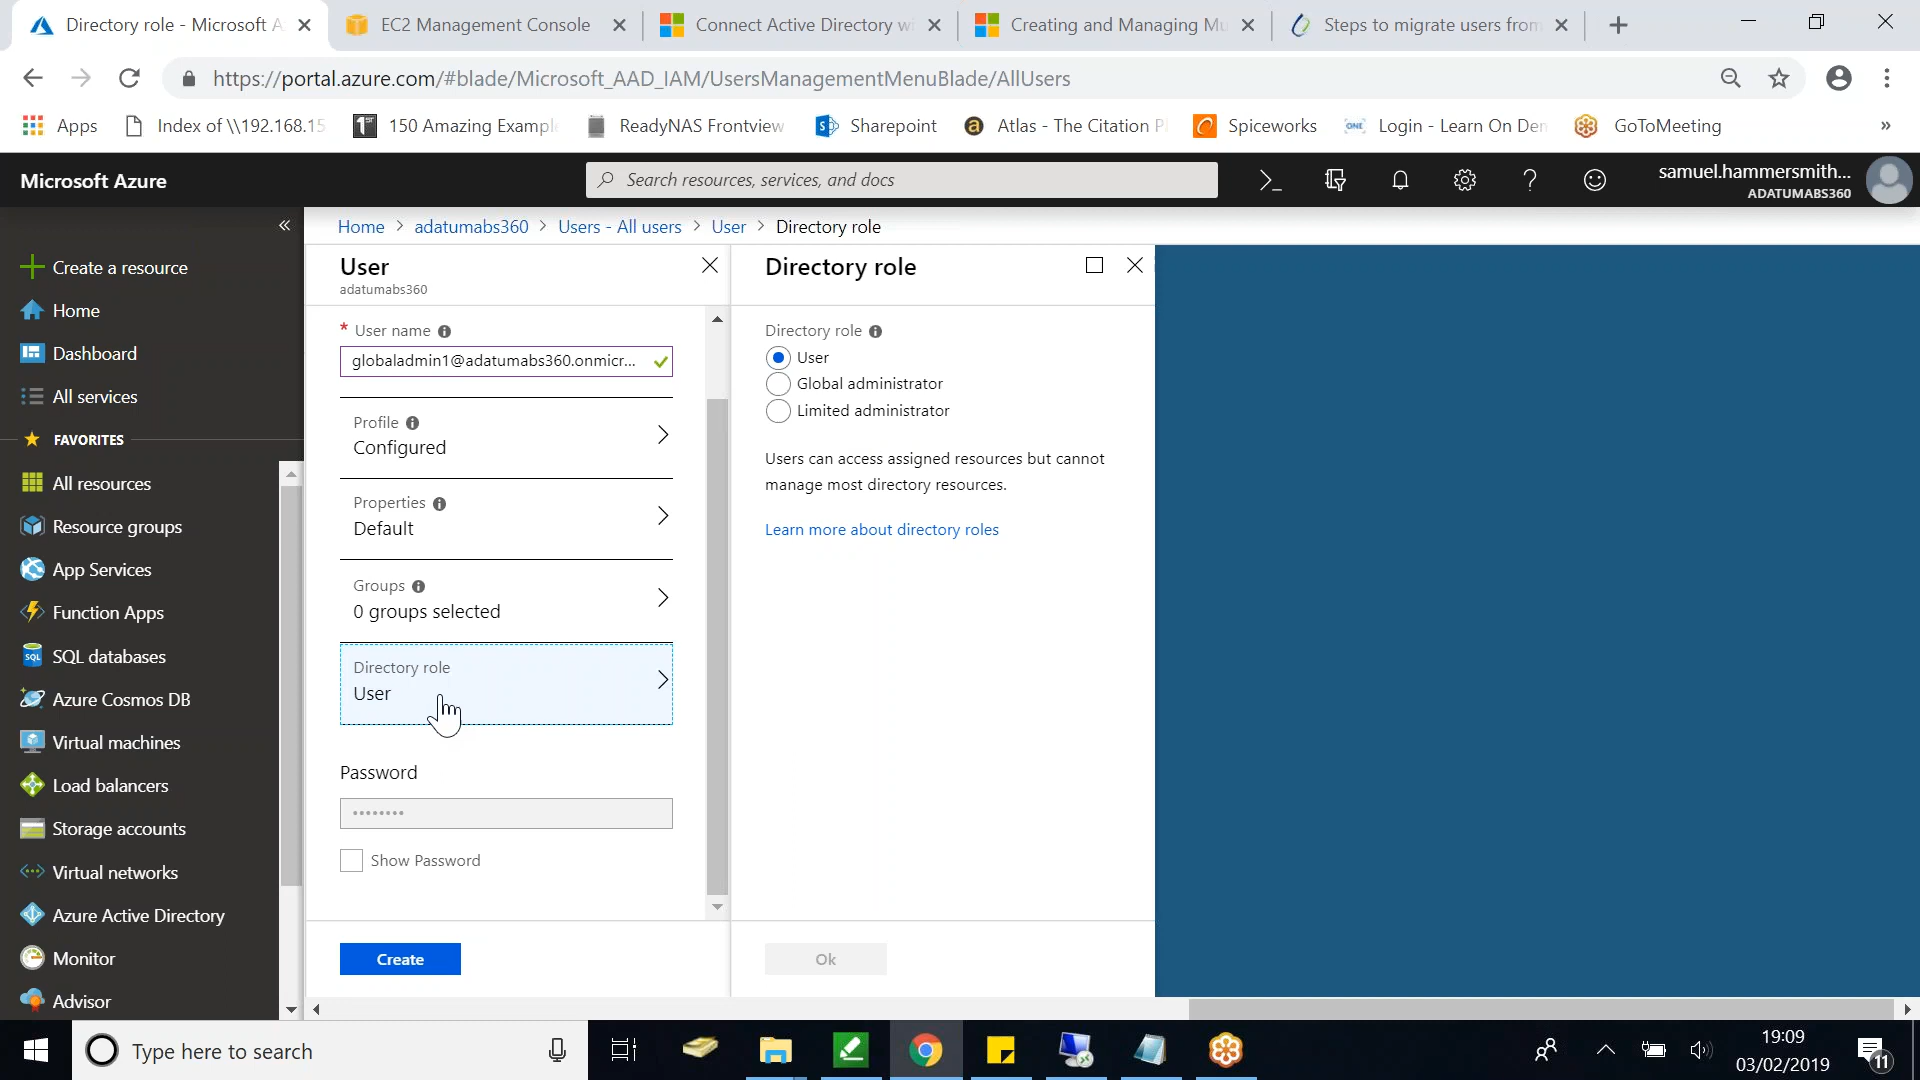 Directory role - Microsoft A
EC2 Management Console
Connect Active Directory wi
Creating and Managing Mu
Steps to migrate users from
https://portal.azure.com/#blade/Microsoft_AAD_IAM/UsersManagementMenuBlade/AllUsers
Apps
Index of \\192.168.15
1ST
150 Amazing Exampl
ReadyNAS Frontview
Sharepoint
Atlas - The Citation Pl
Spiceworks
ONE
Login - Learn On Den
GoToMeeting
»
Microsoft Azure
Search resources, services, and docs
samuel.hammersmith...
ADATUMABS360
Create a resource
Home
Dashboard
All services
FAVORITES
All resources
Resource groups
App Services
Function Apps
SQL databases
Azure Cosmos DB
Virtual machines
Load balancers
Storage accounts
Virtual networks
Azure Active Directory
Monitor
Advisor
Home > adatumabs360 > Users - All users > User > Directory role
User
adatumabs360
* User name
globaladmin1@adatumabs360.onmicr...
Profile
Configured
Properties
Default
Groups
0 groups selected
Directory role
User
Password
••••••••
Show Password
Create
Directory role
Directory role
User
Global administrator
Limited administrator
Users can access assigned resources but cannot
manage most directory resources.
Learn more about directory roles
Ok
Type here to search
19:09
03/02/2019
11